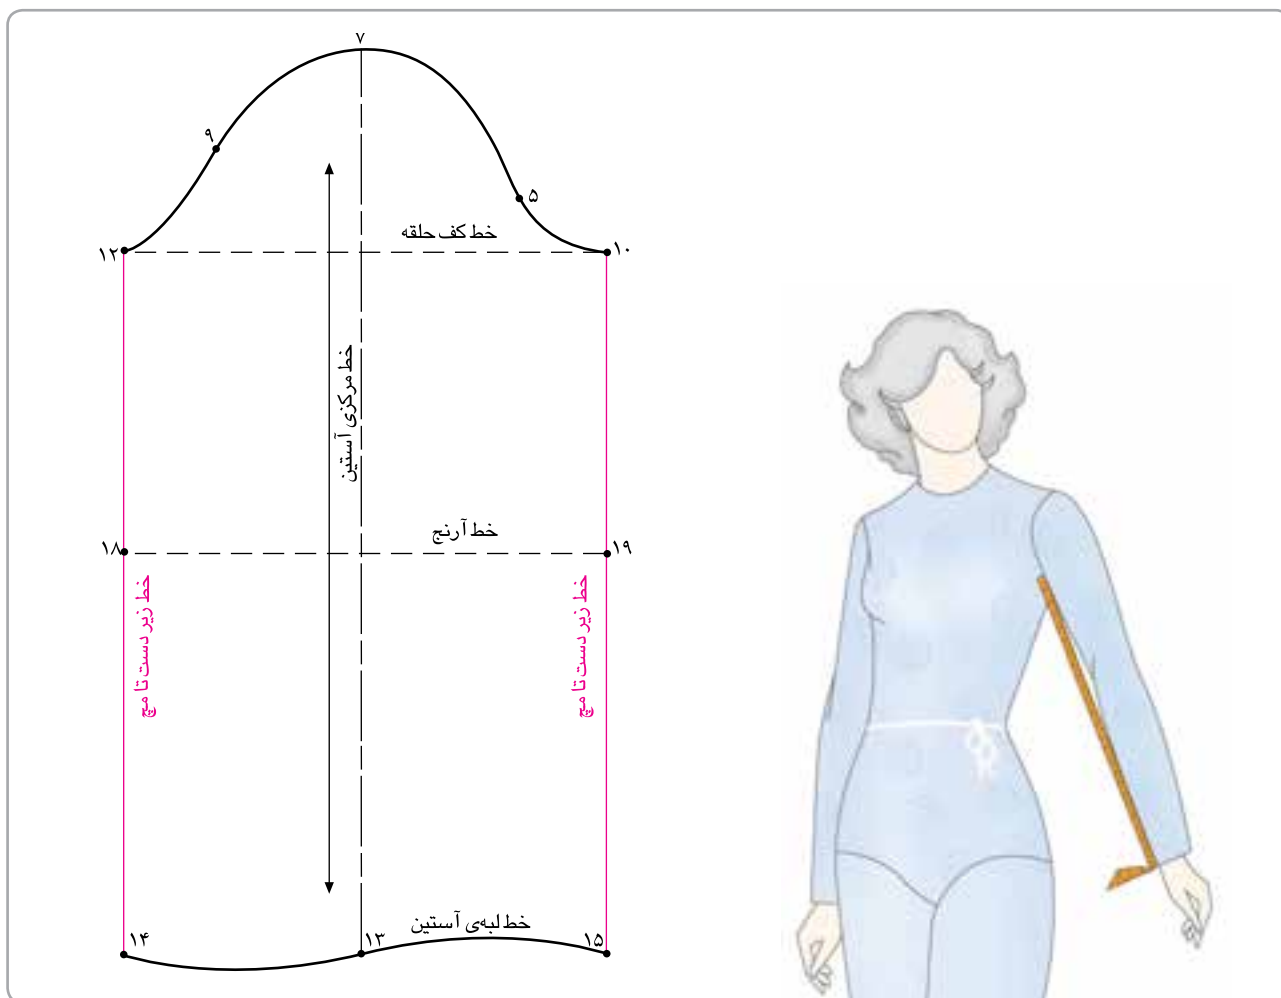 ۷
۹
۵
خط کف حلقه
۱۲
۱۰
خط مرکزی آستین
خط آرنج
۱۸
۱۹
خط زیر دست تا مچ
خط زیر دست تا مچ
خط لبه‌ی آستین
۱۴
۱۳
۱۵